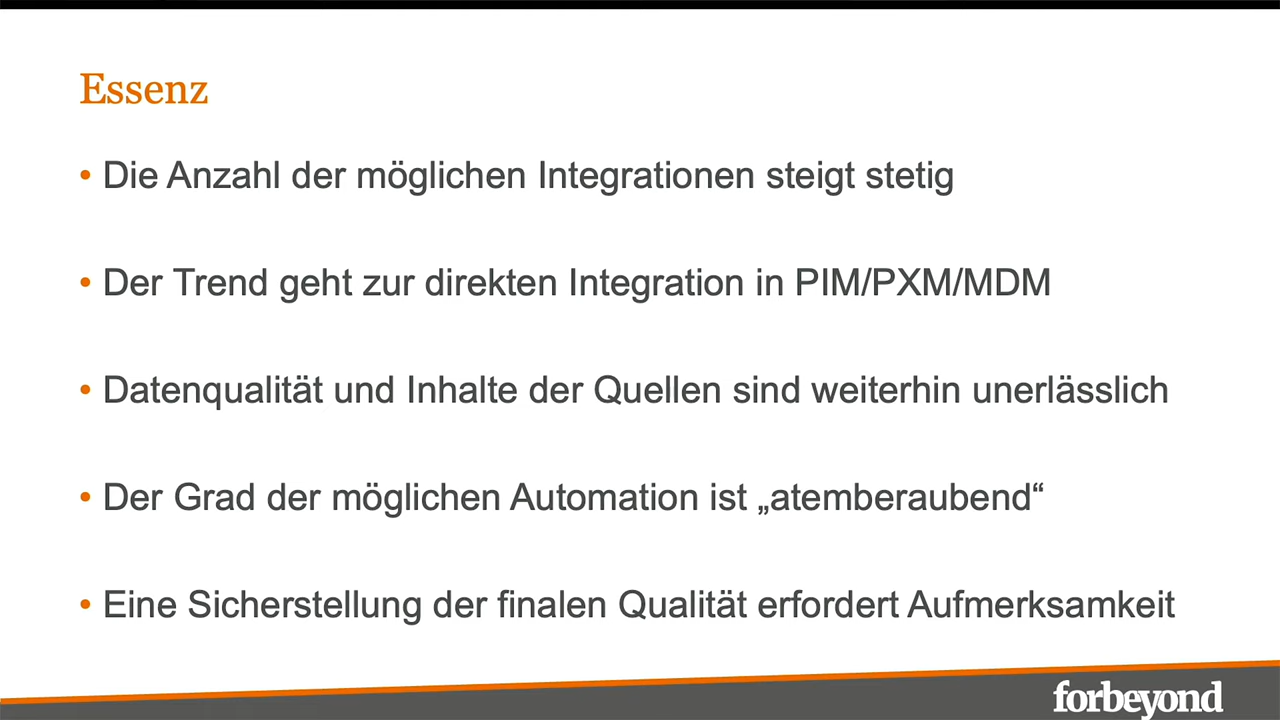 Essenz
• Die Anzahl der möglichen Integrationen steigt stetig
• Der Trend geht zur direkten Integration in PIM/PXM/MDM
• Datenqualität und Inhalte der Quellen sind weiterhin unerlässlich
• Der Grad der möglichen Automation ist „atemberaubend“
• Eine Sicherstellung der finalen Qualität erfordert Aufmerksamkeit
forbeyond